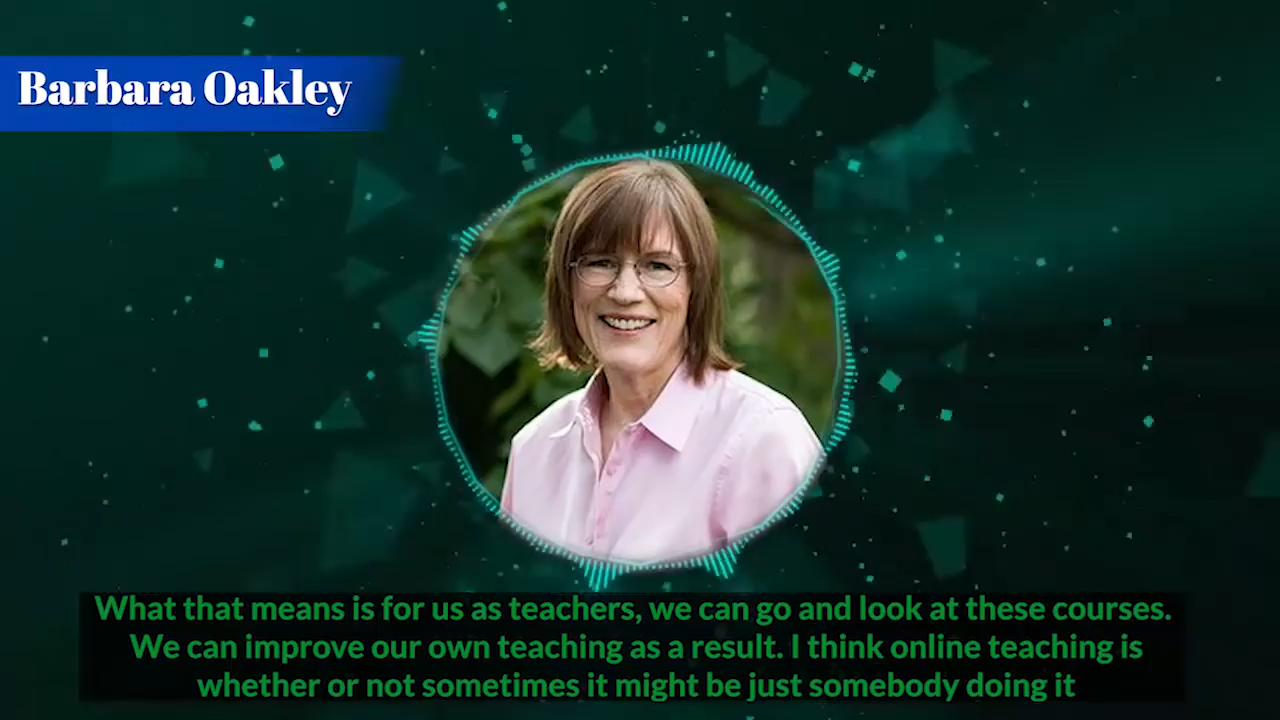 Barbara Oakley
What that means is for us as teachers, we can go and look at these courses.
We can improve our own teaching as a result. I think online teaching is
whether or not sometimes it might be just somebody doing it